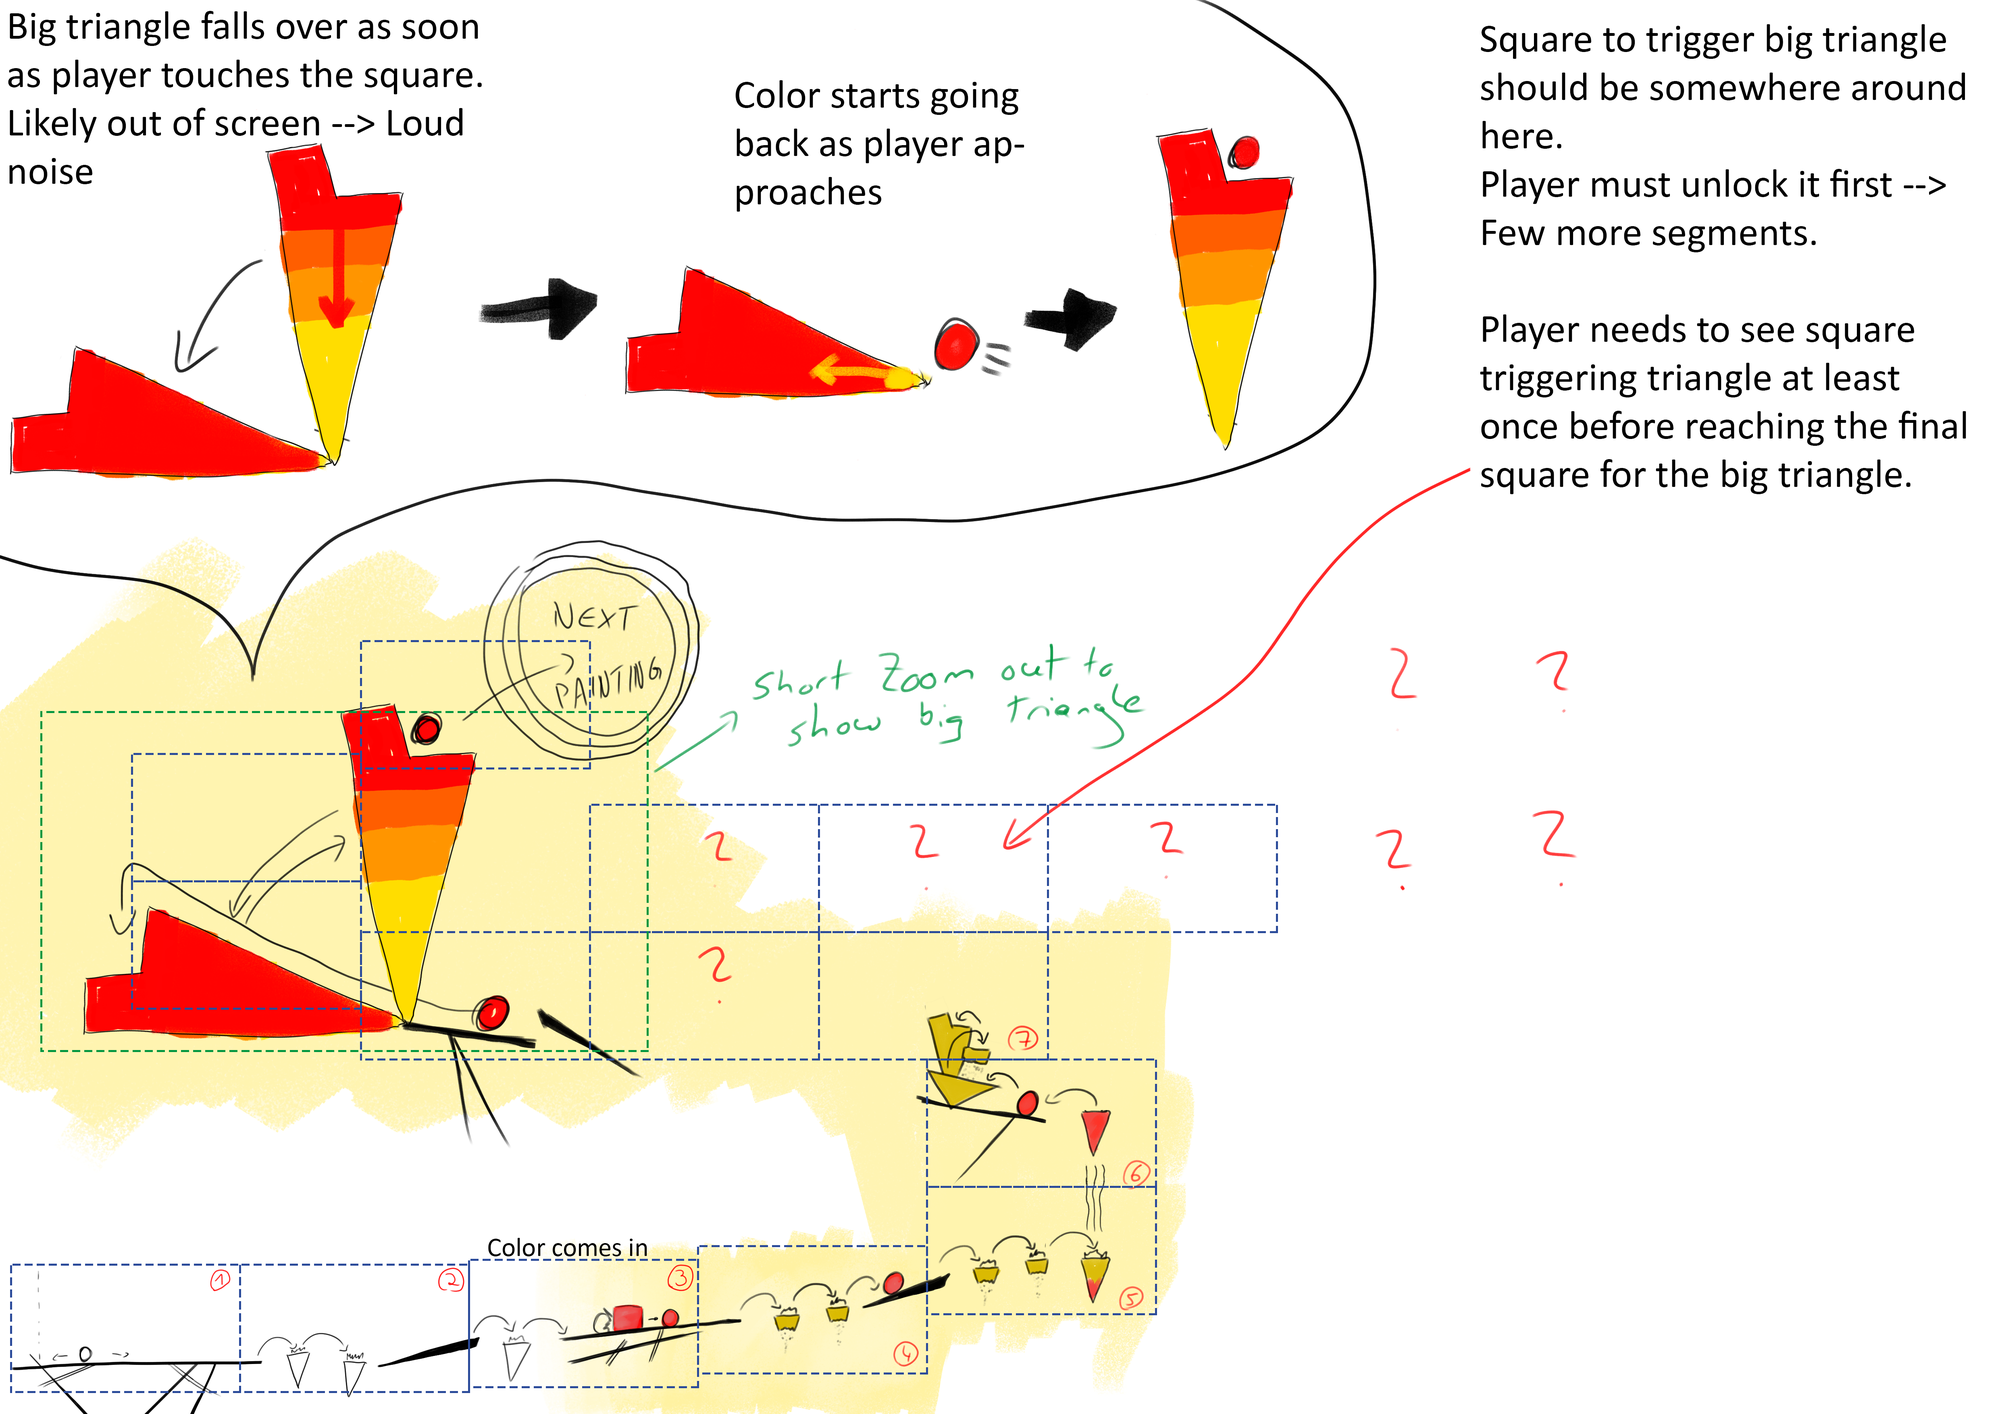 Big triangle falls over as soon
as player touches the square.
Likely out of screen --> Loud
noise
Color starts going
back as player ap-
proaches
Square to trigger big triangle
should be somewhere around
here.
Player must unlock it first -->
Few more segments.
Player needs to see square
triggering triangle at least
once before reaching the final
square for the big triangle.
NEXT
PAINTING
Short Zoom out to
show big triangle
? ?
? ? ? ? ?
?
7
6
5
Color comes in
1 2 3 4